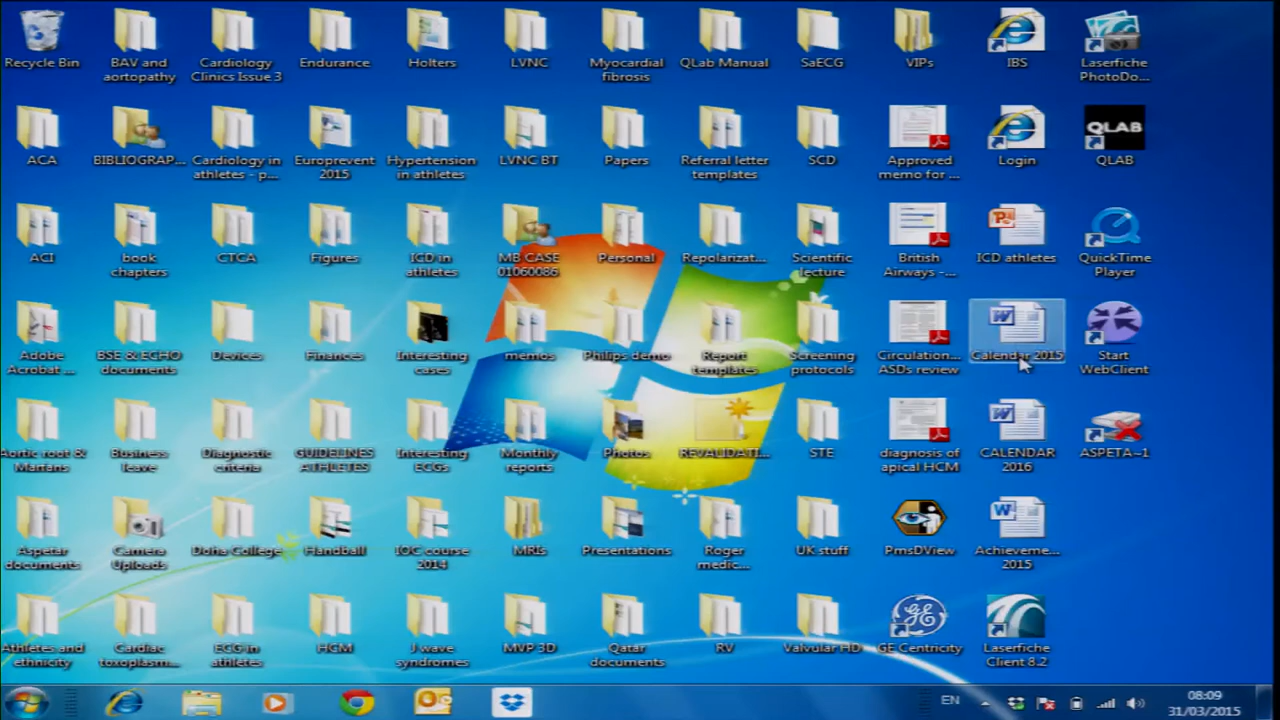 Recycle Bin
BAV and
aortopathy
Cardiology
Clinics Issue 3
Endurance
Holters
LVNC
Myocardial
fibrosis
QLab Manual
SaECG
VIPs
IBS
Laserfiche
PhotoDo...
ACA
BIBLIOGRAP...
Cardiology in
athletes - p...
Europrevent
2015
Hypertension
in athletes
LVNC BT
Papers
Referral letter
templates
SCD
Approved
memo for ...
Login
QLAB
QLAB
ACI
book
chapters
CTCA
Figures
ICD in
athletes
MB CASE
01060086
Personal
Repolarizat...
Scientific
lecture
British
Airways -...
ICD athletes
QuickTime
Player
Adobe
Acrobat ...
BSE & ECHO
documents
Devices
Finances
Interesting
cases
memos
Philips demo
Report
templates
Screening
protocols
Circulation...
ASDs review
Calendar 2015
Start
WebClient
Aortic root &
Marfans
Business
leave
Diagnostic
criteria
GUIDELINES
ATHLETES
Interesting
ECGs
Monthly
reports
Photos
REVALIDATI...
STE
diagnosis of
apical HCM
CALENDAR
2016
ASPETA~1
Aspetar
documents
Camera
Uploads
Doha College
Handball
IOC course
2014
MRIs
Presentations
Roger
medic...
UK stuff
PmsDView
Achieveme...
2015
Athletes and
ethnicity
Cardiac
toxoplasm...
ECG in
athletes
HCM
J wave
syndromes
MVP 3D
Qatar
documents
RV
Valvular HD
GE Centricity
Laserfiche
Client 8.2
EN
08:09
31/03/2015